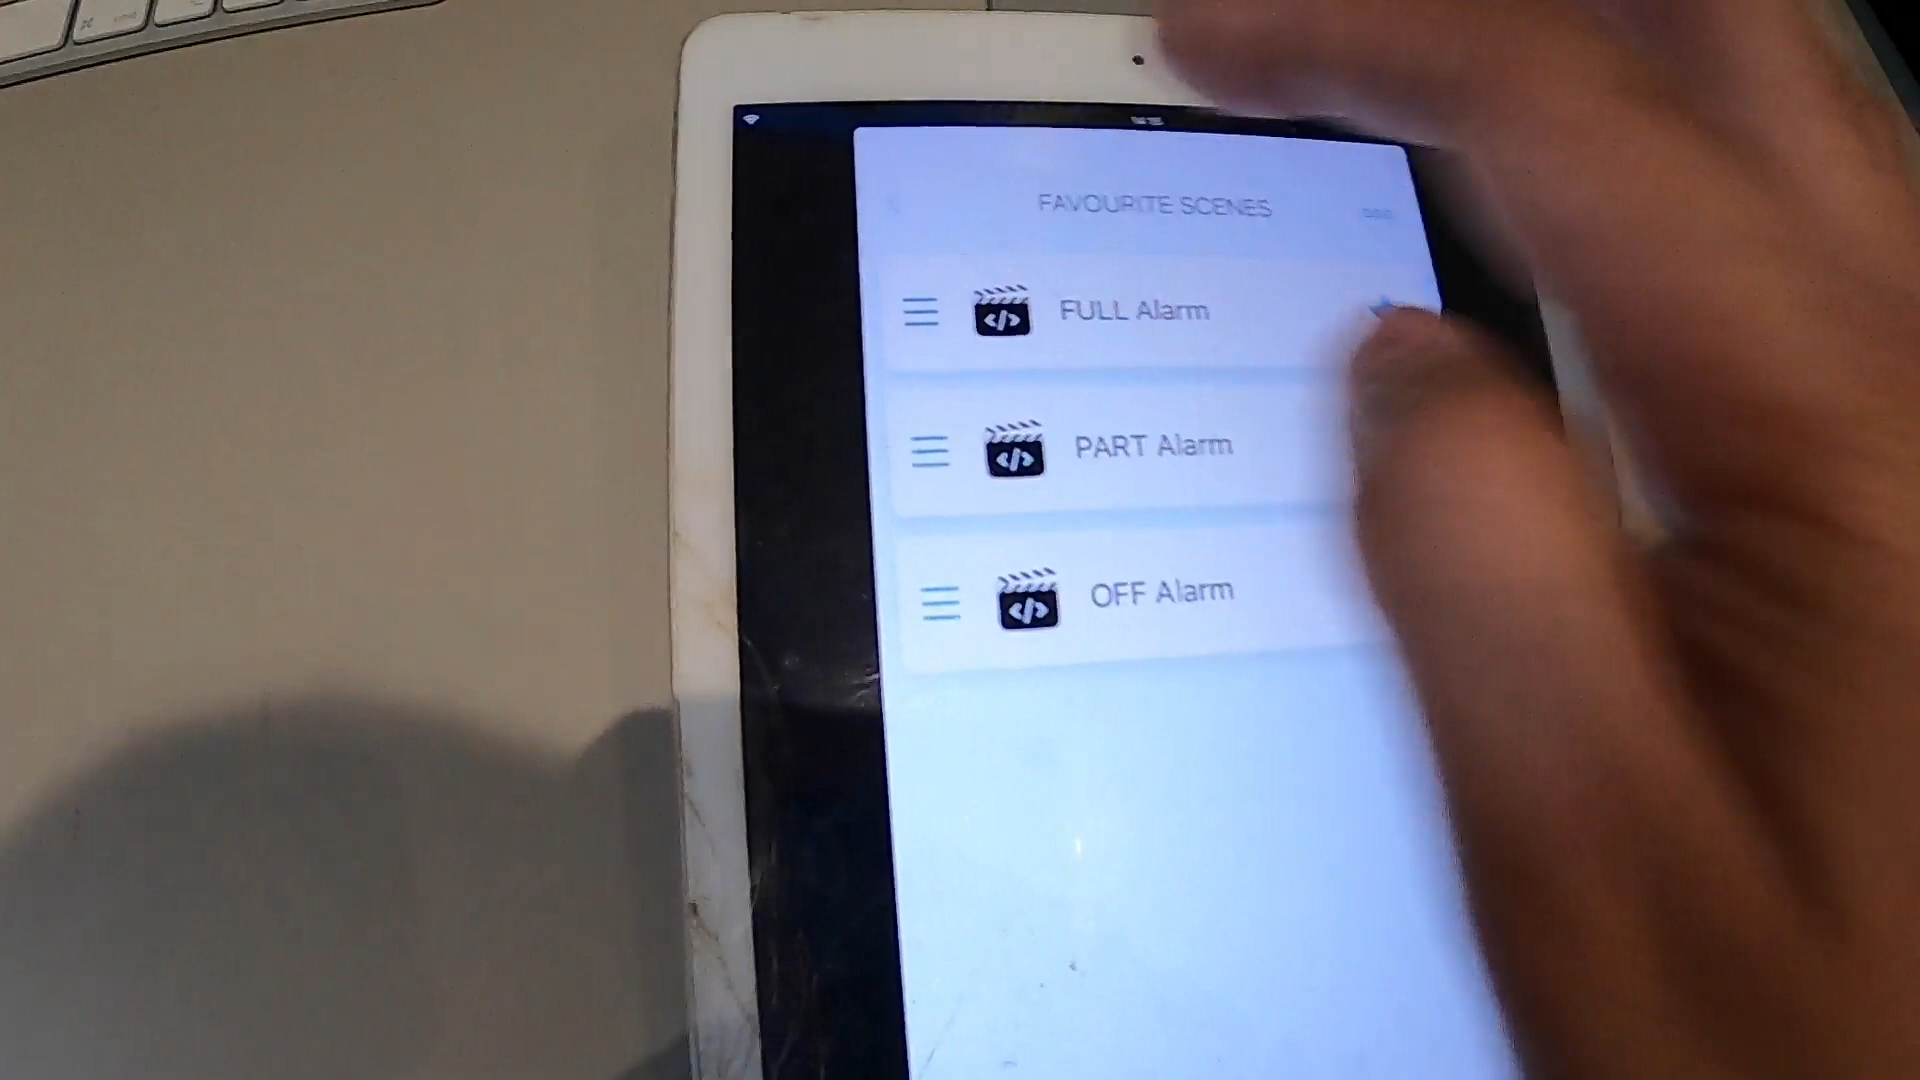 FAVOURITE SCENES
FULL Alarm
PART Alarm
OFF Alarm